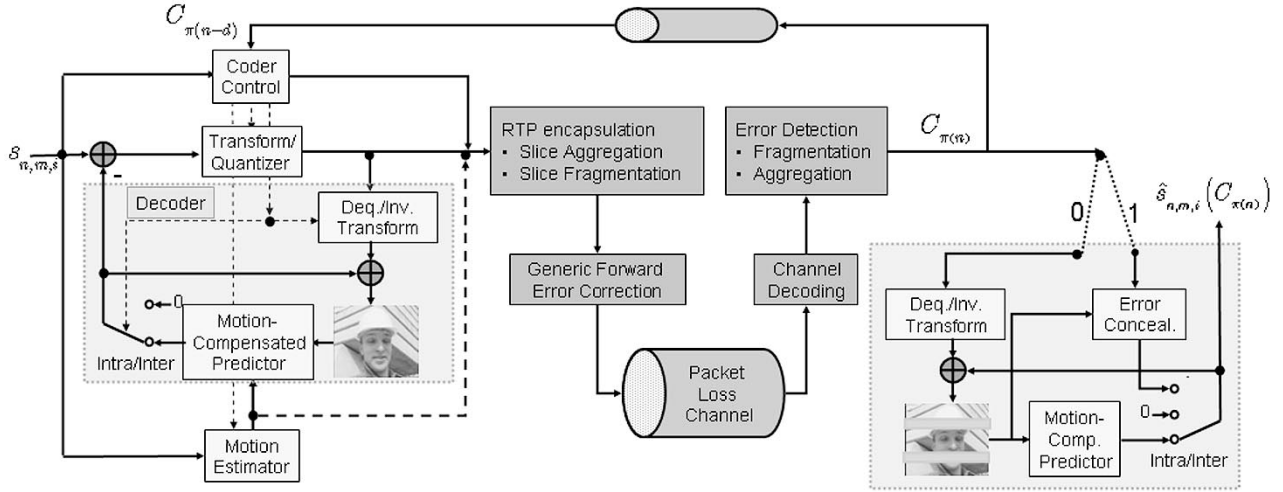 C π(n−d)
Coder
Control
s n,m,i
Transform/
Quantizer
-
Decoder
Deq./Inv.
Transform
0
Motion-
Compensated
Predictor
Intra/Inter
Motion
Estimator
RTP encapsulation
▪ Slice Aggregation
▪ Slice Fragmentation
Generic Forward
Error Correction
Packet
Loss
Channel
Error Detection
▪ Fragmentation
▪ Aggregation
Channel
Decoding
C π(n)
0
1
ŝ n,m,i (C π(n))
Deq./Inv.
Transform
Error
Conceal.
0
Motion-
Comp.
Predictor
Intra/Inter